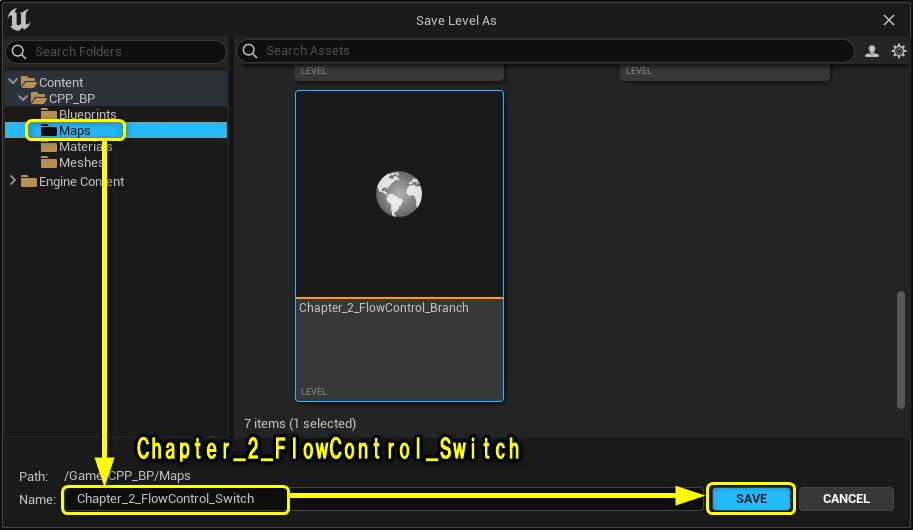 Save Level As
Search Folders
Search Assets
Content
CPP_BP
Blueprints
Maps
Materials
Meshes
Engine Content
LEVEL
LEVEL
Chapter_2_FlowControl_Branch
LEVEL
7 items (1 selected)
Chapter_2_FlowControl_Switch
Path: /Game/CPP_BP/Maps
Name: Chapter_2_FlowControl_Switch
SAVE
CANCEL